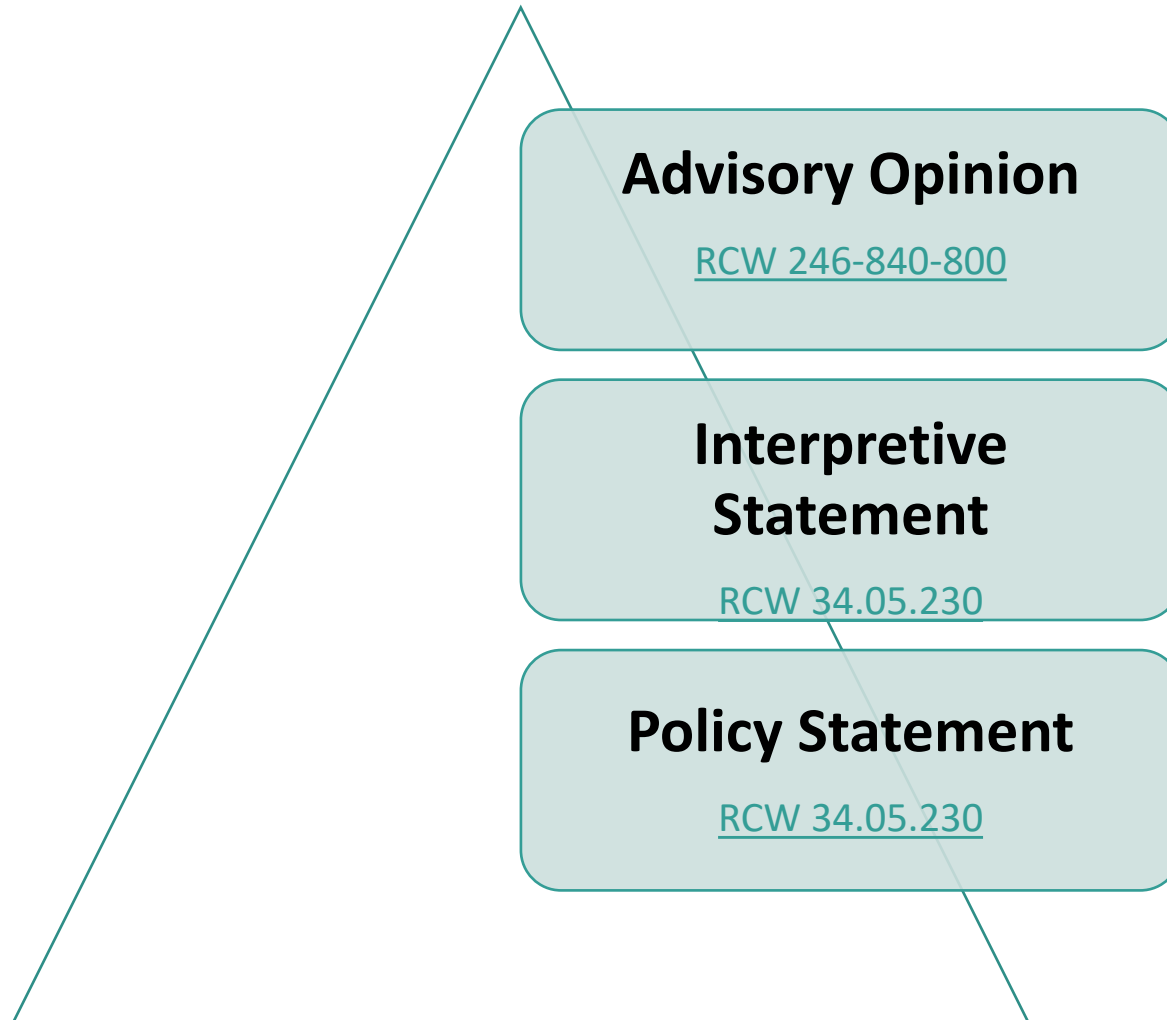 Advisory Opinion
RCW 246-840-800
Interpretive
Statement
RCW 34.05.230
Policy Statement
RCW 34.05.230